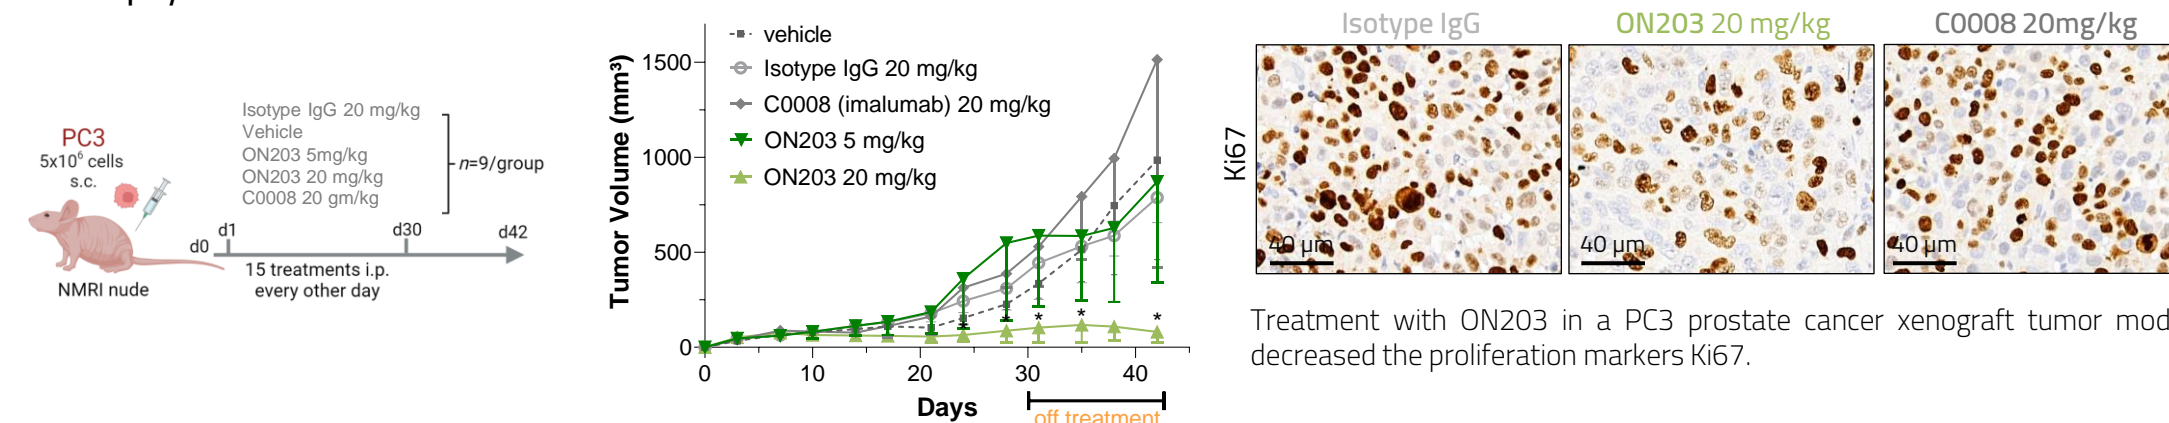 PC3
5x10⁶ cells
s.c.
Isotype IgG 20 mg/kg
Vehicle
ON203 5mg/kg
ON203 20 mg/kg
C0008 20 gm/kg
n=9/group
d0
d1
d30
d42
15 treatments i.p.
every other day
NMRI nude
Tumor Volume (mm³)
1500
1000
500
0
vehicle
Isotype IgG 20 mg/kg
C0008 (imalumab) 20 mg/kg
ON203 5 mg/kg
ON203 20 mg/kg
* * * * *
0 10 20 30 40
Days
off treatment
Isotype IgG
ON203 20 mg/kg
C0008 20mg/kg
Ki67
40 µm
40 µm
40 µm
Treatment with ON203 in a PC3 prostate cancer xenograft tumor mod
decreased the proliferation markers Ki67.